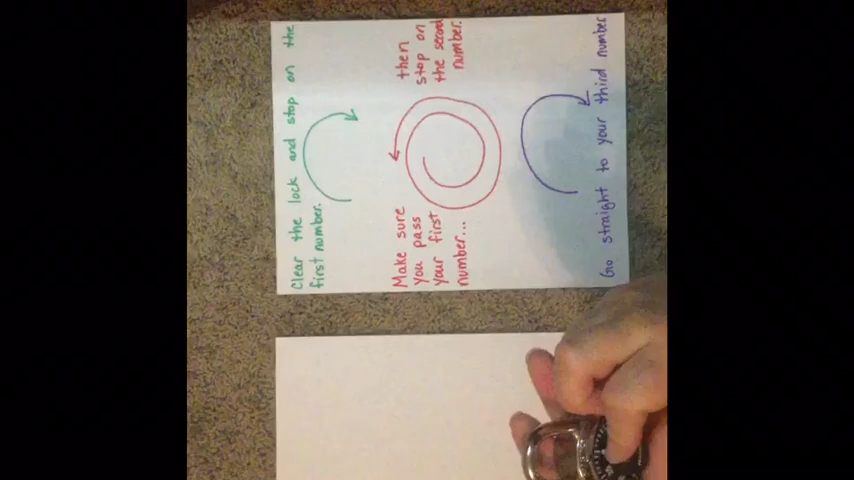 Clear the lock and stop on the
first number.
Make sure
you pass
your first
number...
then
stop on
the second
number.
Go straight to your third number